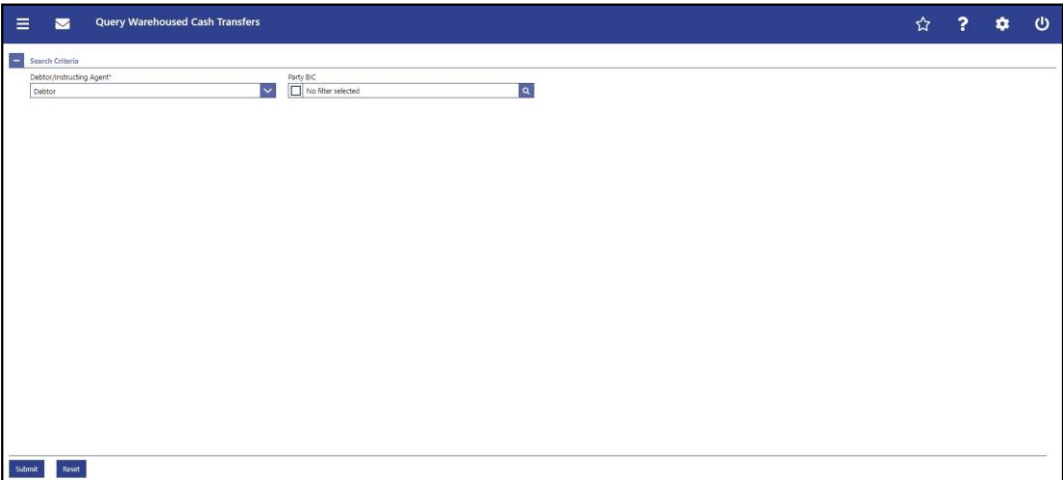 Query Warehoused Cash Transfers
?
Search Criteria
Debtor/Instructing Agent*
Party BIC
Debtor
No filter selected
Submit
Reset